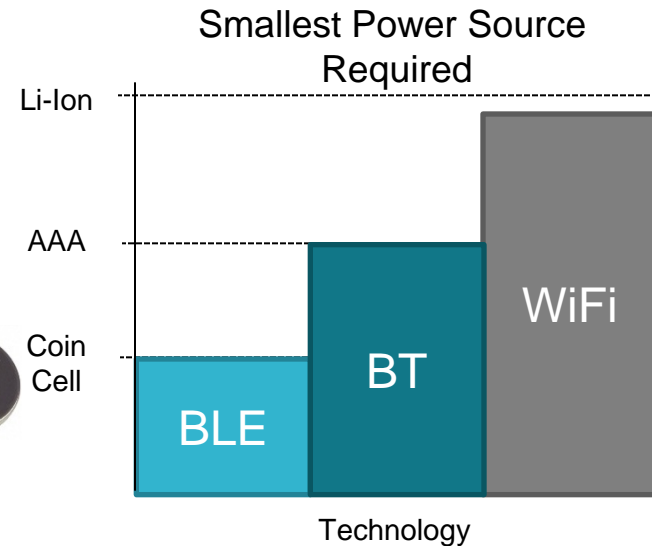 Smallest Power Source
Required
Li-Ion
AAA
Coin
Cell
BLE
BT
WiFi
Technology